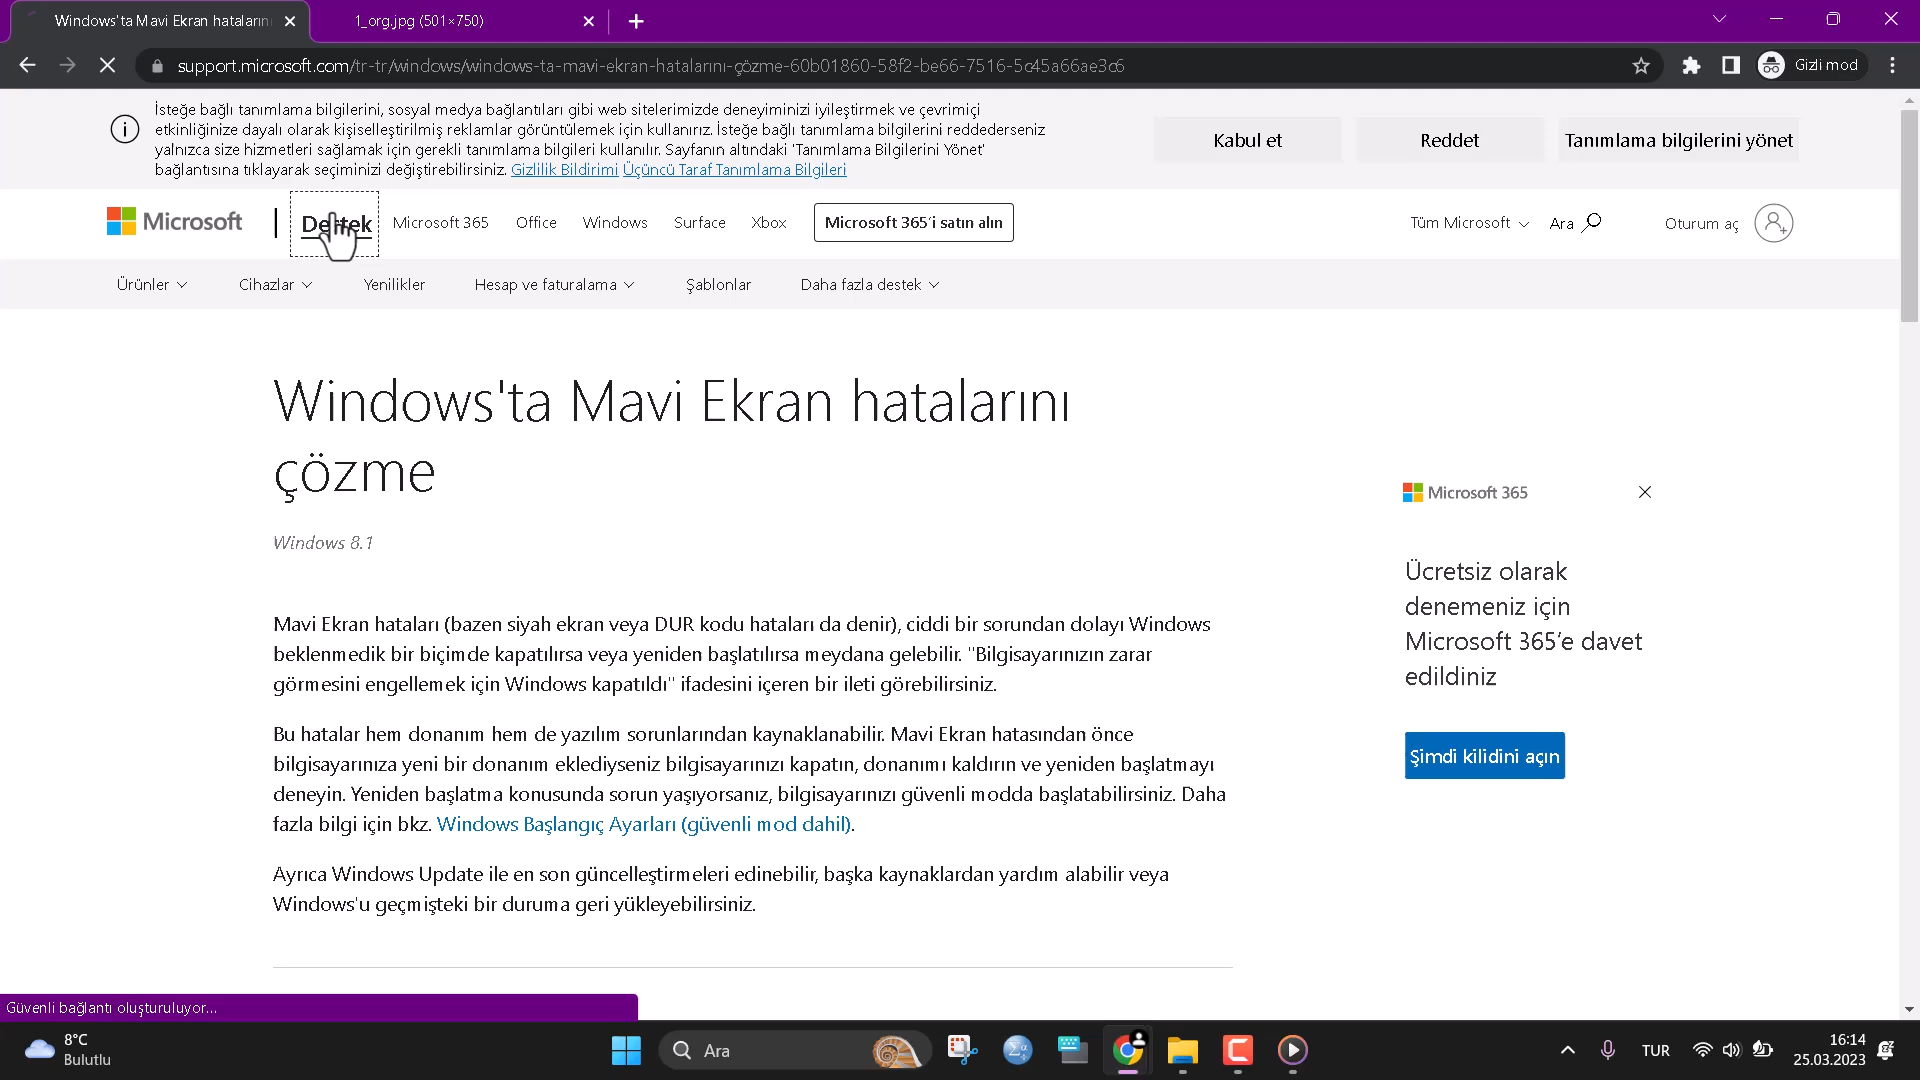 Windows'ta Mavi Ekran hataların
1_org.jpg (501×750)
support.microsoft.com/tr-tr/windows/windows-ta-mavi-ekran-hatalarını-çözme-60b01860-58f2-be66-7516-5c45a66ae3c6
Gizli mod
İsteğe bağlı tanımlama bilgilerini, sosyal medya bağlantıları gibi web sitelerimizde deneyiminizi iyileştirmek ve çevrimiçi
etkinliğinize dayalı olarak kişiselleştirilmiş reklamlar görüntülemek için kullanırız. İsteğe bağlı tanımlama bilgilerini reddederseniz
yalnızca size hizmetleri sağlamak için gerekli tanımlama bilgileri kullanılır. Sayfanın altındaki 'Tanımlama Bilgilerini Yönet'
bağlantısına tıklayarak seçiminizi değiştirebilirsiniz. Gizlilik Bildirimi Üçüncü Taraf Tanımlama Bilgileri
Kabul et
Reddet
Tanımlama bilgilerini yönet
Microsoft
Destek
Microsoft 365
Office
Windows
Surface
Xbox
Microsoft 365'i satın alın
Tüm Microsoft
Ara
Oturum aç
Ürünler
Cihazlar
Yenilikler
Hesap ve faturalama
Şablonlar
Daha fazla destek
Windows'ta Mavi Ekran hatalarını
çözme
Windows 8.1
Mavi Ekran hataları (bazen siyah ekran veya DUR kodu hataları da denir), ciddi bir sorundan dolayı Windows
beklenmedik bir biçimde kapatılırsa veya yeniden başlatılırsa meydana gelebilir. "Bilgisayarınızın zarar
görmesini engellemek için Windows kapatıldı" ifadesini içeren bir ileti görebilirsiniz.
Bu hatalar hem donanım hem de yazılım sorunlarından kaynaklanabilir. Mavi Ekran hatasından önce
bilgisayarınıza yeni bir donanım eklediyseniz bilgisayarınızı kapatın, donanımı kaldırın ve yeniden başlatmayı
deneyin. Yeniden başlatma konusunda sorun yaşıyorsanız, bilgisayarınızı güvenli modda başlatabilirsiniz. Daha
fazla bilgi için bkz. Windows Başlangıç Ayarları (güvenli mod dahil).
Ayrıca Windows Update ile en son güncelleştirmeleri edinebilir, başka kaynaklardan yardım alabilir veya
Windows'u geçmişteki bir duruma geri yükleyebilirsiniz.
Microsoft 365
Ücretsiz olarak
denemeniz için
Microsoft 365'e davet
edildiniz
Şimdi kilidini açın
Güvenli bağlantı oluşturuluyor...
8°C
Bulutlu
Ara
TUR
16:14
25.03.2023